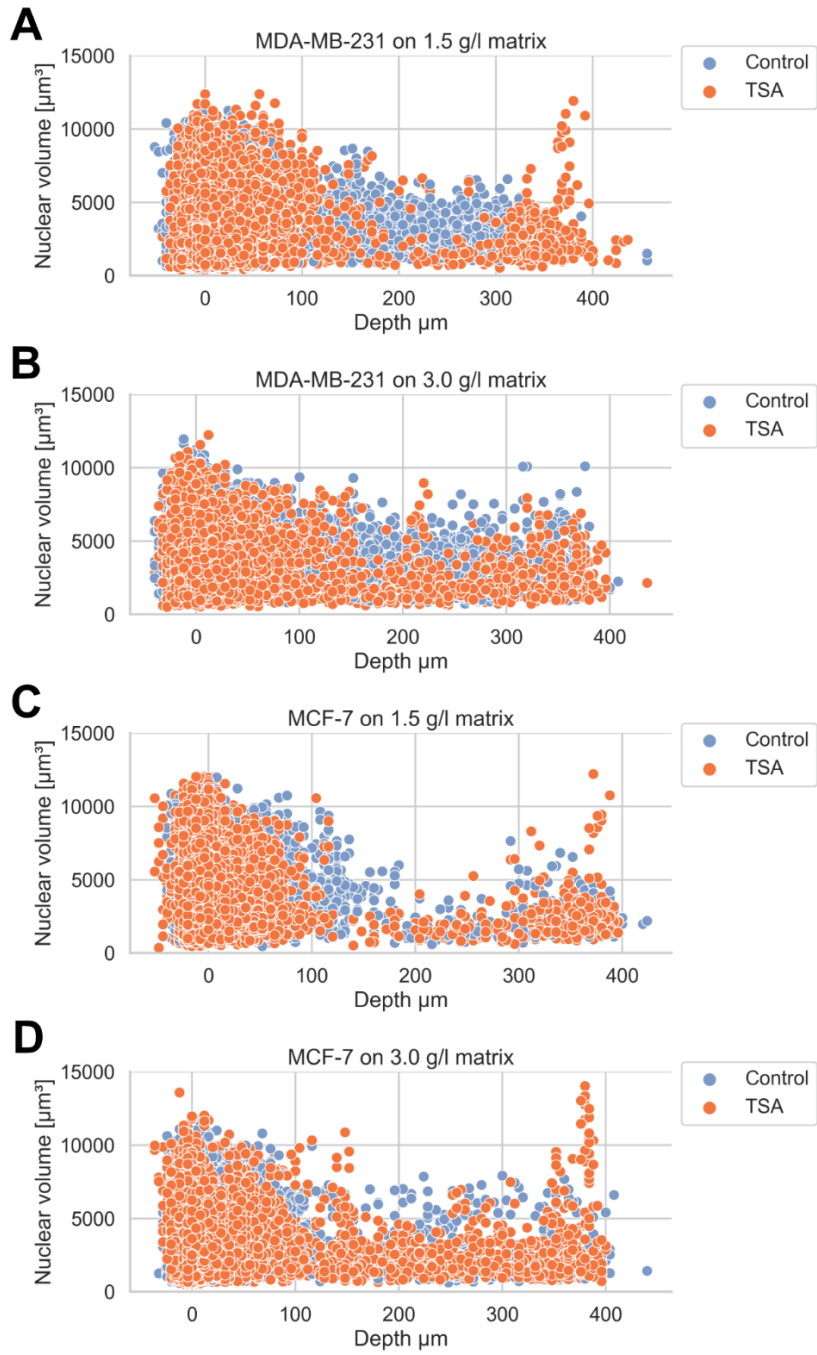 A
MDA-MB-231 on 1.5 g/l matrix
Nuclear volume [µm³]
15000
10000
5000
0
0 100 200 300 400
Depth µm
Control
TSA
B
MDA-MB-231 on 3.0 g/l matrix
Nuclear volume [µm³]
15000
10000
5000
0
0 100 200 300 400
Depth µm
Control
TSA
C
MCF-7 on 1.5 g/l matrix
Nuclear volume [µm³]
15000
10000
5000
0
0 100 200 300 400
Depth µm
Control
TSA
D
MCF-7 on 3.0 g/l matrix
Nuclear volume [µm³]
15000
10000
5000
0
0 100 200 300 400
Depth µm
Control
TSA